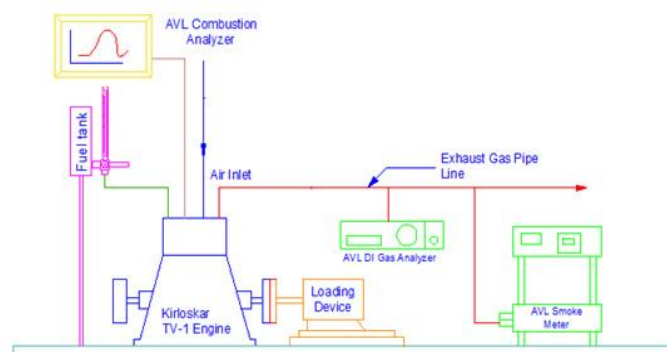 AVL Combustion
Analyzer
Fuel tank
Air Inlet
Exhaust Gas Pipe
Line
AVL DI Gas Analyzer
Kirloskar
TV-1 Engine
Loading
Device
AVL Smoke
Meter